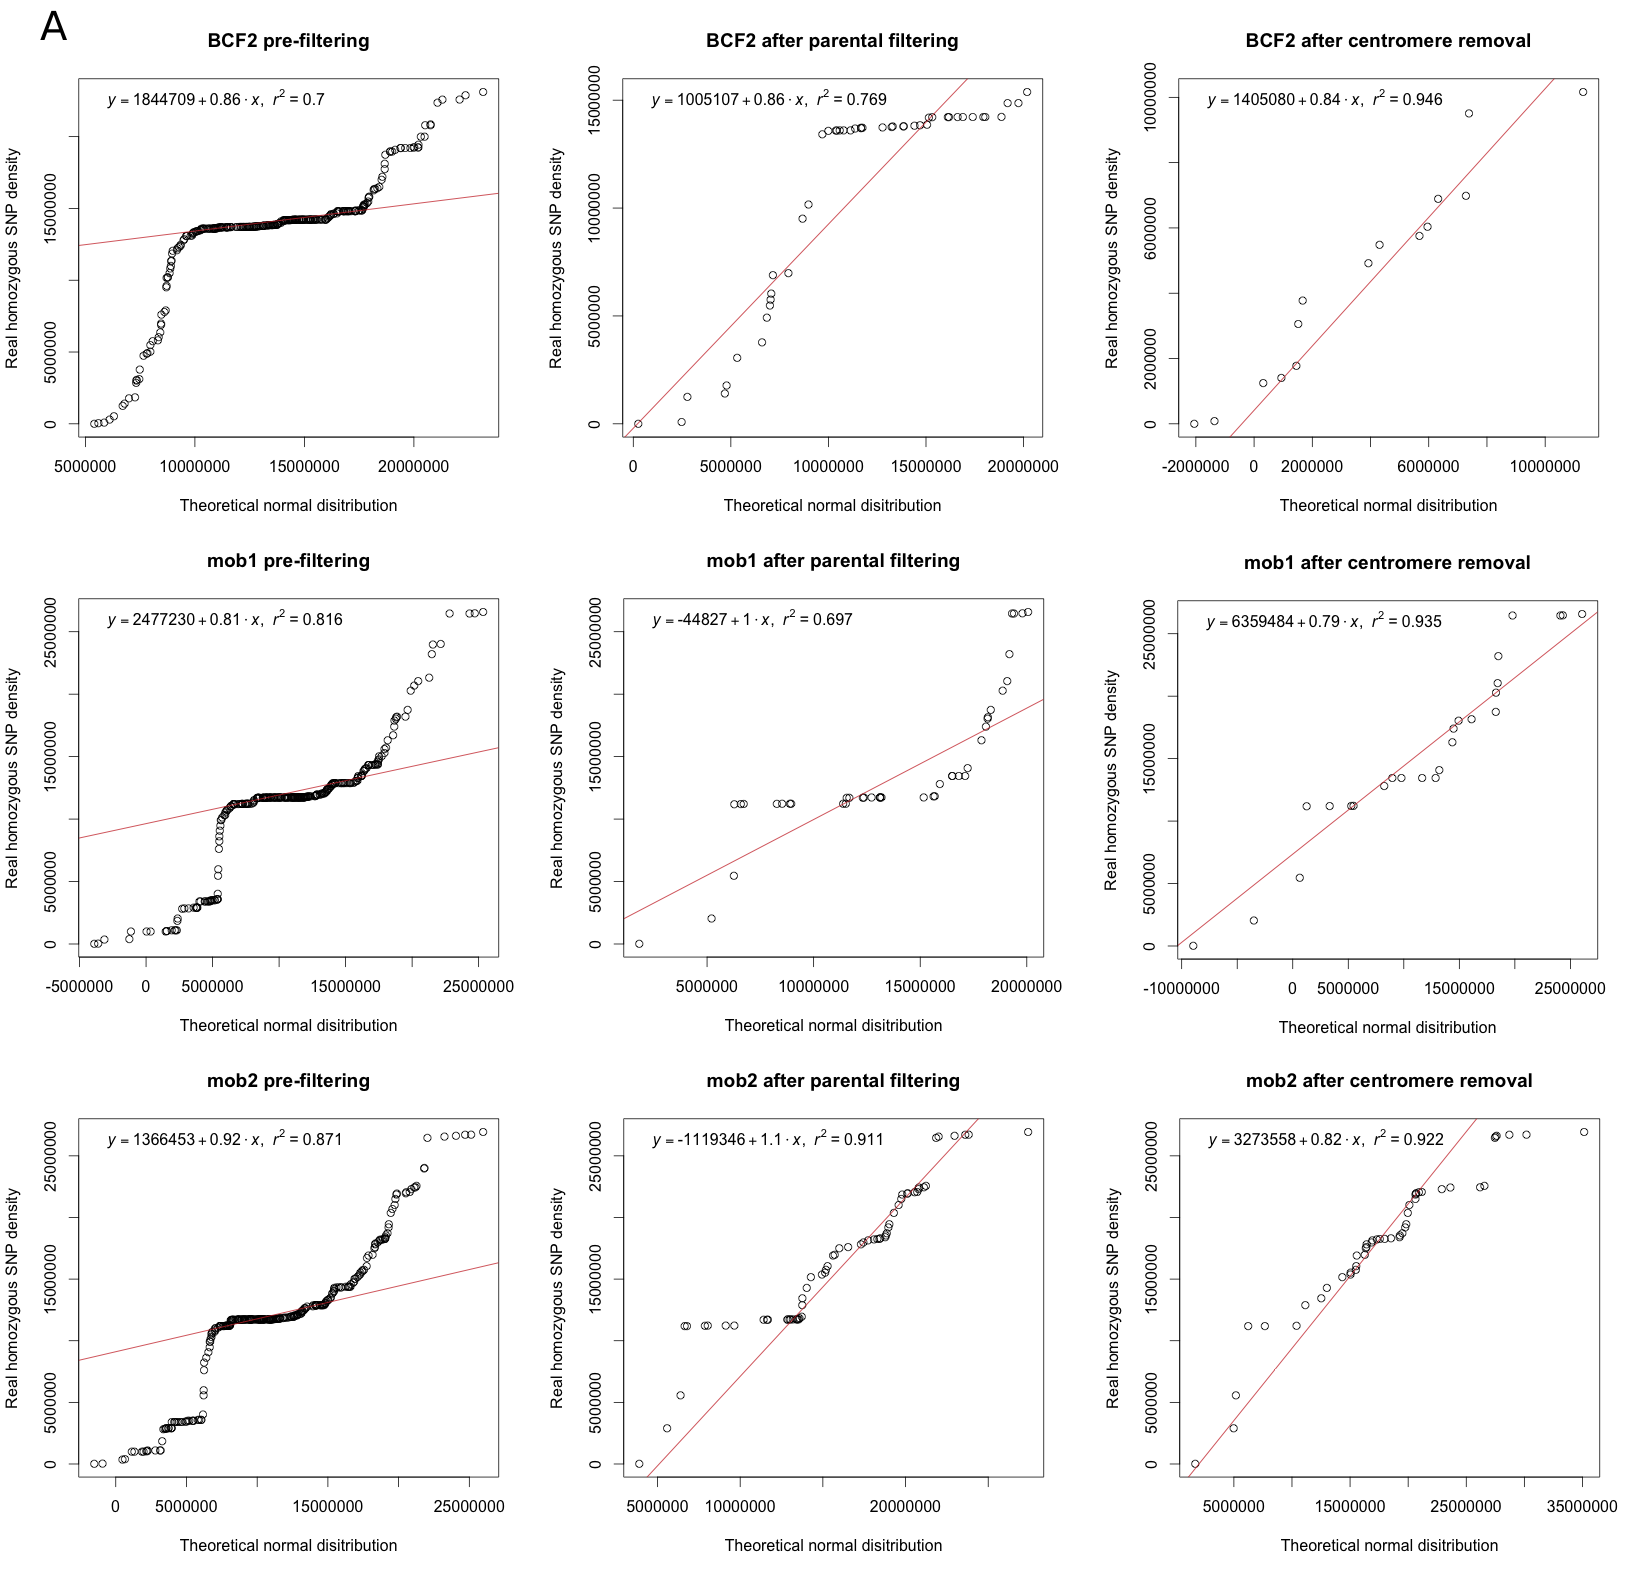 A
BCF2 pre-filtering
y = 1844709 + 0.86 · x, r² = 0.7
Real homozygous SNP density
0 5000000 15000000
5000000 10000000 15000000 20000000
Theoretical normal disitribution
BCF2 after parental filtering
y = 1005107 + 0.86 · x, r² = 0.769
Real homozygous SNP density
0 5000000 10000000 15000000
0 5000000 10000000 15000000 20000000
Theoretical normal disitribution
BCF2 after centromere removal
y = 1405080 + 0.84 · x, r² = 0.946
Real homozygous SNP density
0 2000000 6000000 10000000
-2000000 0 2000000 6000000 10000000
Theoretical normal disitribution
mob1 pre-filtering
y = 2477230 + 0.81 · x, r² = 0.816
Real homozygous SNP density
0 5000000 15000000 25000000
-5000000 0 5000000 15000000 25000000
Theoretical normal disitribution
mob1 after parental filtering
y = -44827 + 1 · x, r² = 0.697
Real homozygous SNP density
0 5000000 15000000 25000000
5000000 10000000 15000000 20000000
Theoretical normal disitribution
mob1 after centromere removal
y = 6359484 + 0.79 · x, r² = 0.935
Real homozygous SNP density
0 5000000 15000000 25000000
-10000000 0 5000000 15000000 25000000
Theoretical normal disitribution
mob2 pre-filtering
y = 1366453 + 0.92 · x, r² = 0.871
Real homozygous SNP density
0 5000000 15000000 25000000
0 5000000 15000000 25000000
Theoretical normal disitribution
mob2 after parental filtering
y = -1119346 + 1.1 · x, r² = 0.911
Real homozygous SNP density
0 5000000 15000000 25000000
5000000 10000000 20000000
Theoretical normal disitribution
mob2 after centromere removal
y = 3273558 + 0.82 · x, r² = 0.922
Real homozygous SNP density
0 5000000 15000000 25000000
5000000 15000000 25000000 35000000
Theoretical normal disitribution